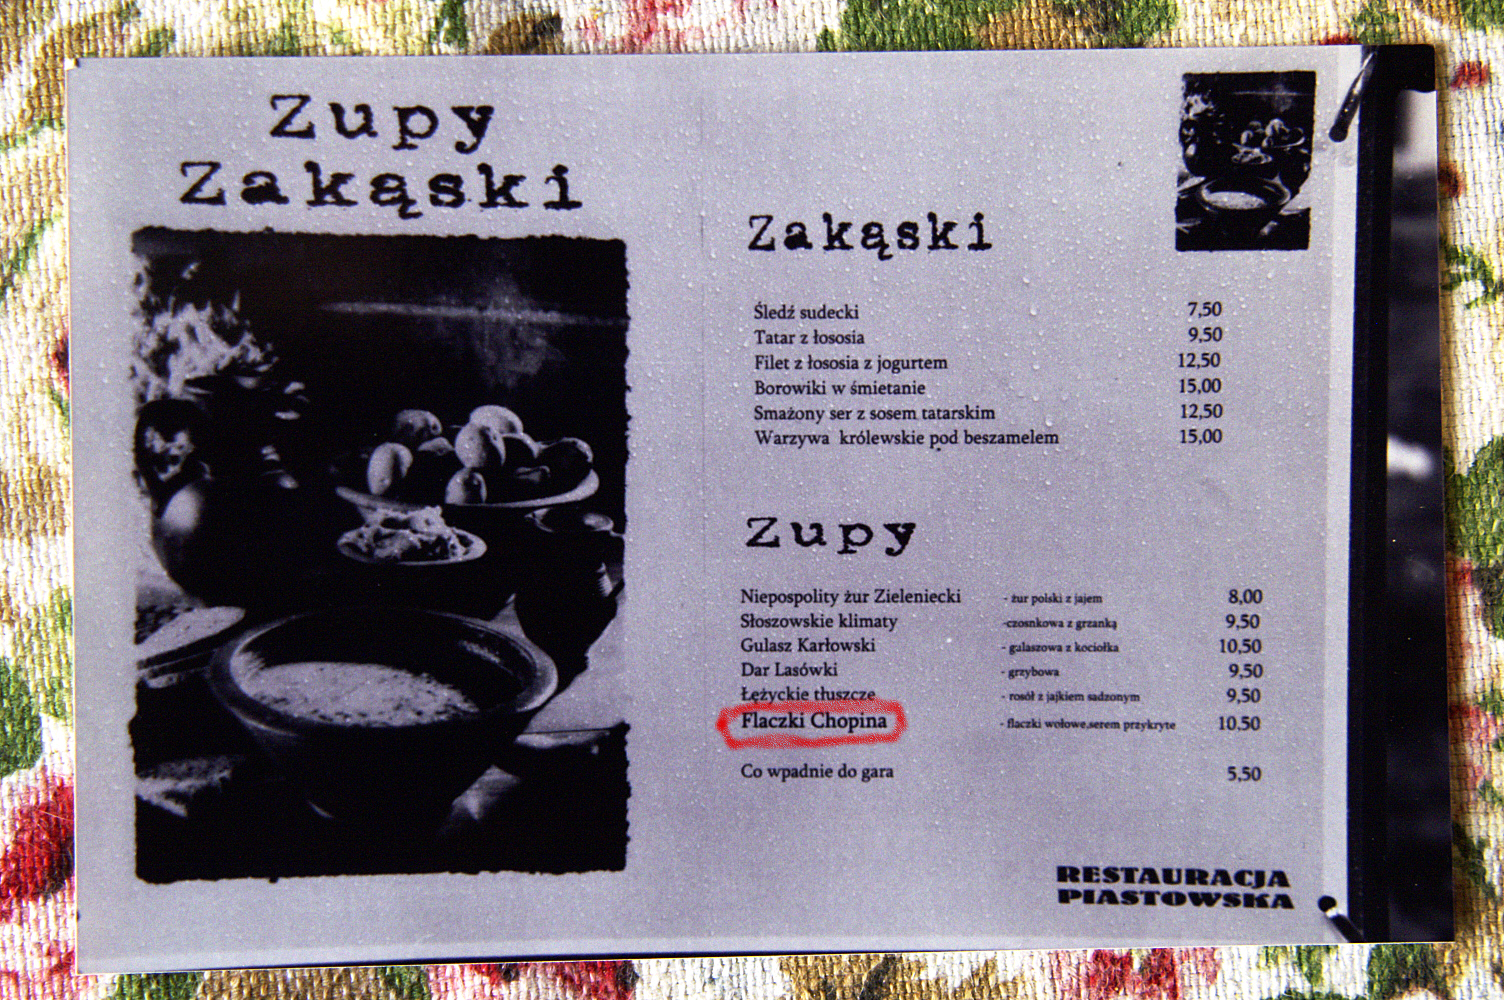 Zupy
Zakąski
Zakąski
Śledź sudecki 7,50
Tatar z łososia 9,50
Filet z łososia z jogurtem 12,50
Borowiki w śmietanie 15,00
Smażony ser z sosem tatarskim 12,50
Warzywa królewskie pod beszamelem 15,00
Zupy
Niepospolity żur Zieleniecki - żur polski z jajem 8,00
Słoszowskie klimaty -czosnkowa z grzanką 9,50
Gulasz Karłowski - gulaszowa z kociołka 10,50
Dar Lasówki - grzybowa 9,50
Łężyckie tłuszcze - rosół z jajkiem sadzonym 9,50
Flaczki Chopina - flaczki wołowe,serem przykryte 10,50
Co wpadnie do gara 5,50
RESTAURACJA
PIASTOWSKA